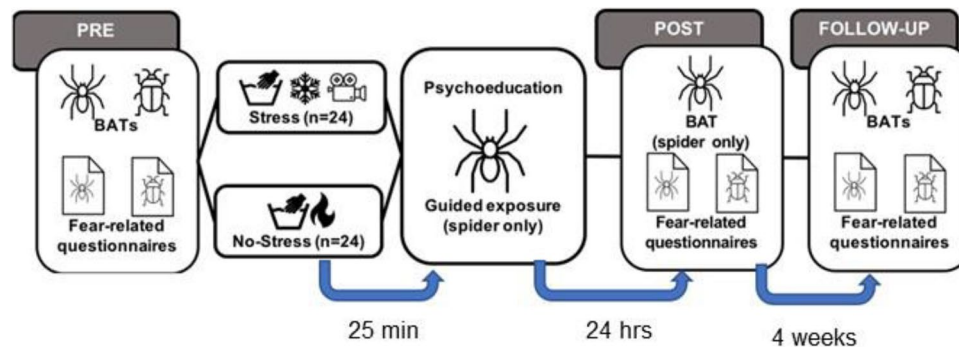 PRE
BATs
Fear-related
questionnaires
Stress (n=24)
No-Stress (n=24)
Psychoeducation
Guided exposure
(spider only)
POST
BAT
(spider only)
Fear-related
questionnaires
FOLLOW-UP
BATs
Fear-related
questionnaires
25 min
24 hrs
4 weeks